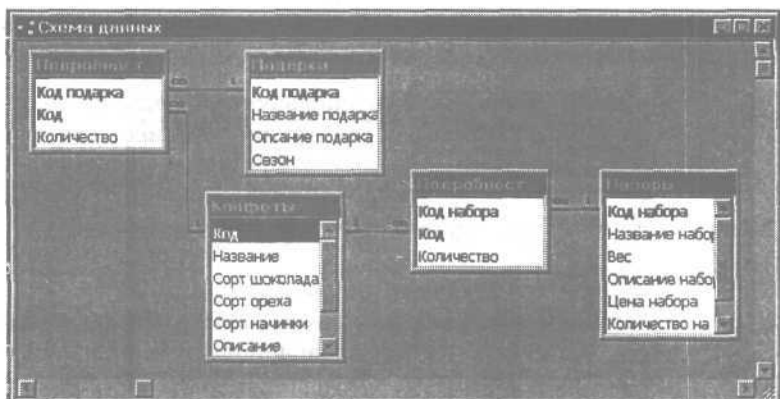 Схема данных
Подробност
Код подарка
Код
Количество
Подарки
Код подарка
Название подарка
Опсание подарка
Сезон
Конфеты
Код
Название
Сорт шоколада
Сорт ореха
Сорт начинки
Описание
Подробност
Код набора
Код
Количество
Наборы
Код набора
Название набор
Вес
Описание набо
Цена набора
Количество на